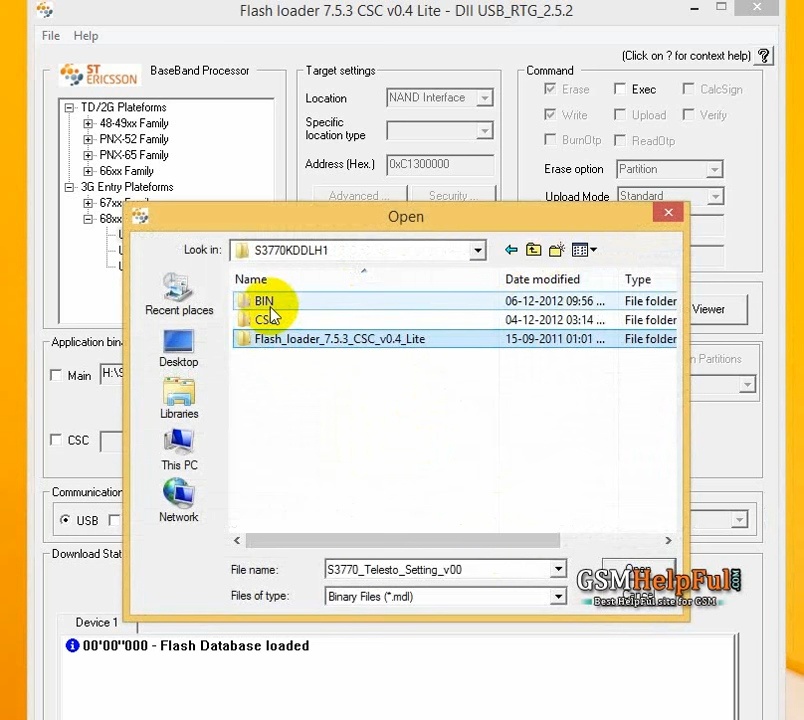 Flash loader 7.5.3 CSC v0.4 Lite - Dll USB_RTG_2.5.2
File Help
(Click on ? for context help)
ST ERICSSON
BaseBand Processor
TD/2G Plateforms
48-49xx Family
PNX-52 Family
PNX-65 Family
66xx Family
3G Entry Plateforms
67xx
68xx
Target settings
Location NAND Interface
Specific location type
Address (Hex.) 0xC1300000
Advanced ... Security ...
Command
Erase Exec CalcSign
Write Upload Verify
BurnOtp ReadOtp
Erase option Partition
Upload Mode Standard
Viewer
Application
Main H:\S
CSC
Partitions
Communication
USB
Download
Open
Look in: S3770KDDLH1
Recent places
Desktop
Libraries
This PC
Network
Name Date modified Type
BIN 06-12-2012 09:56 ... File folder
CSC 04-12-2012 03:14 ... File folder
Flash_loader_7.5.3_CSC_v0.4_Lite 15-09-2011 01:01 ... File folder
File name: S3770_Telesto_Setting_v00
Files of type: Binary Files (*.mdl)
Open
GSMHelpFul.COM
Best Helpful site for GSM
Device 1
00'00"000 - Flash Database loaded